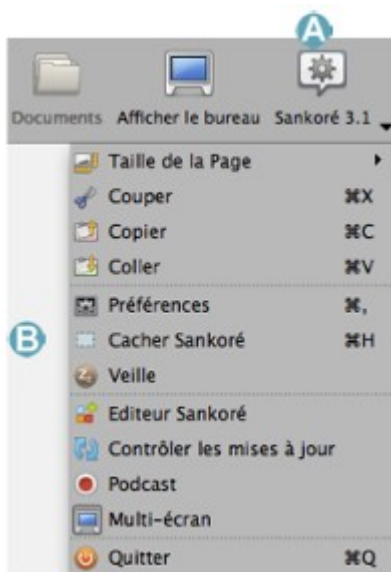 A
Documents Afficher le bureau Sankoré 3.1
Taille de la Page
Couper ⌘X
Copier ⌘C
Coller ⌘V
Préférences ⌘,
B
Cacher Sankoré ⌘H
Veille
Editeur Sankoré
Contrôler les mises à jour
Podcast
Multi-écran
Quitter ⌘Q